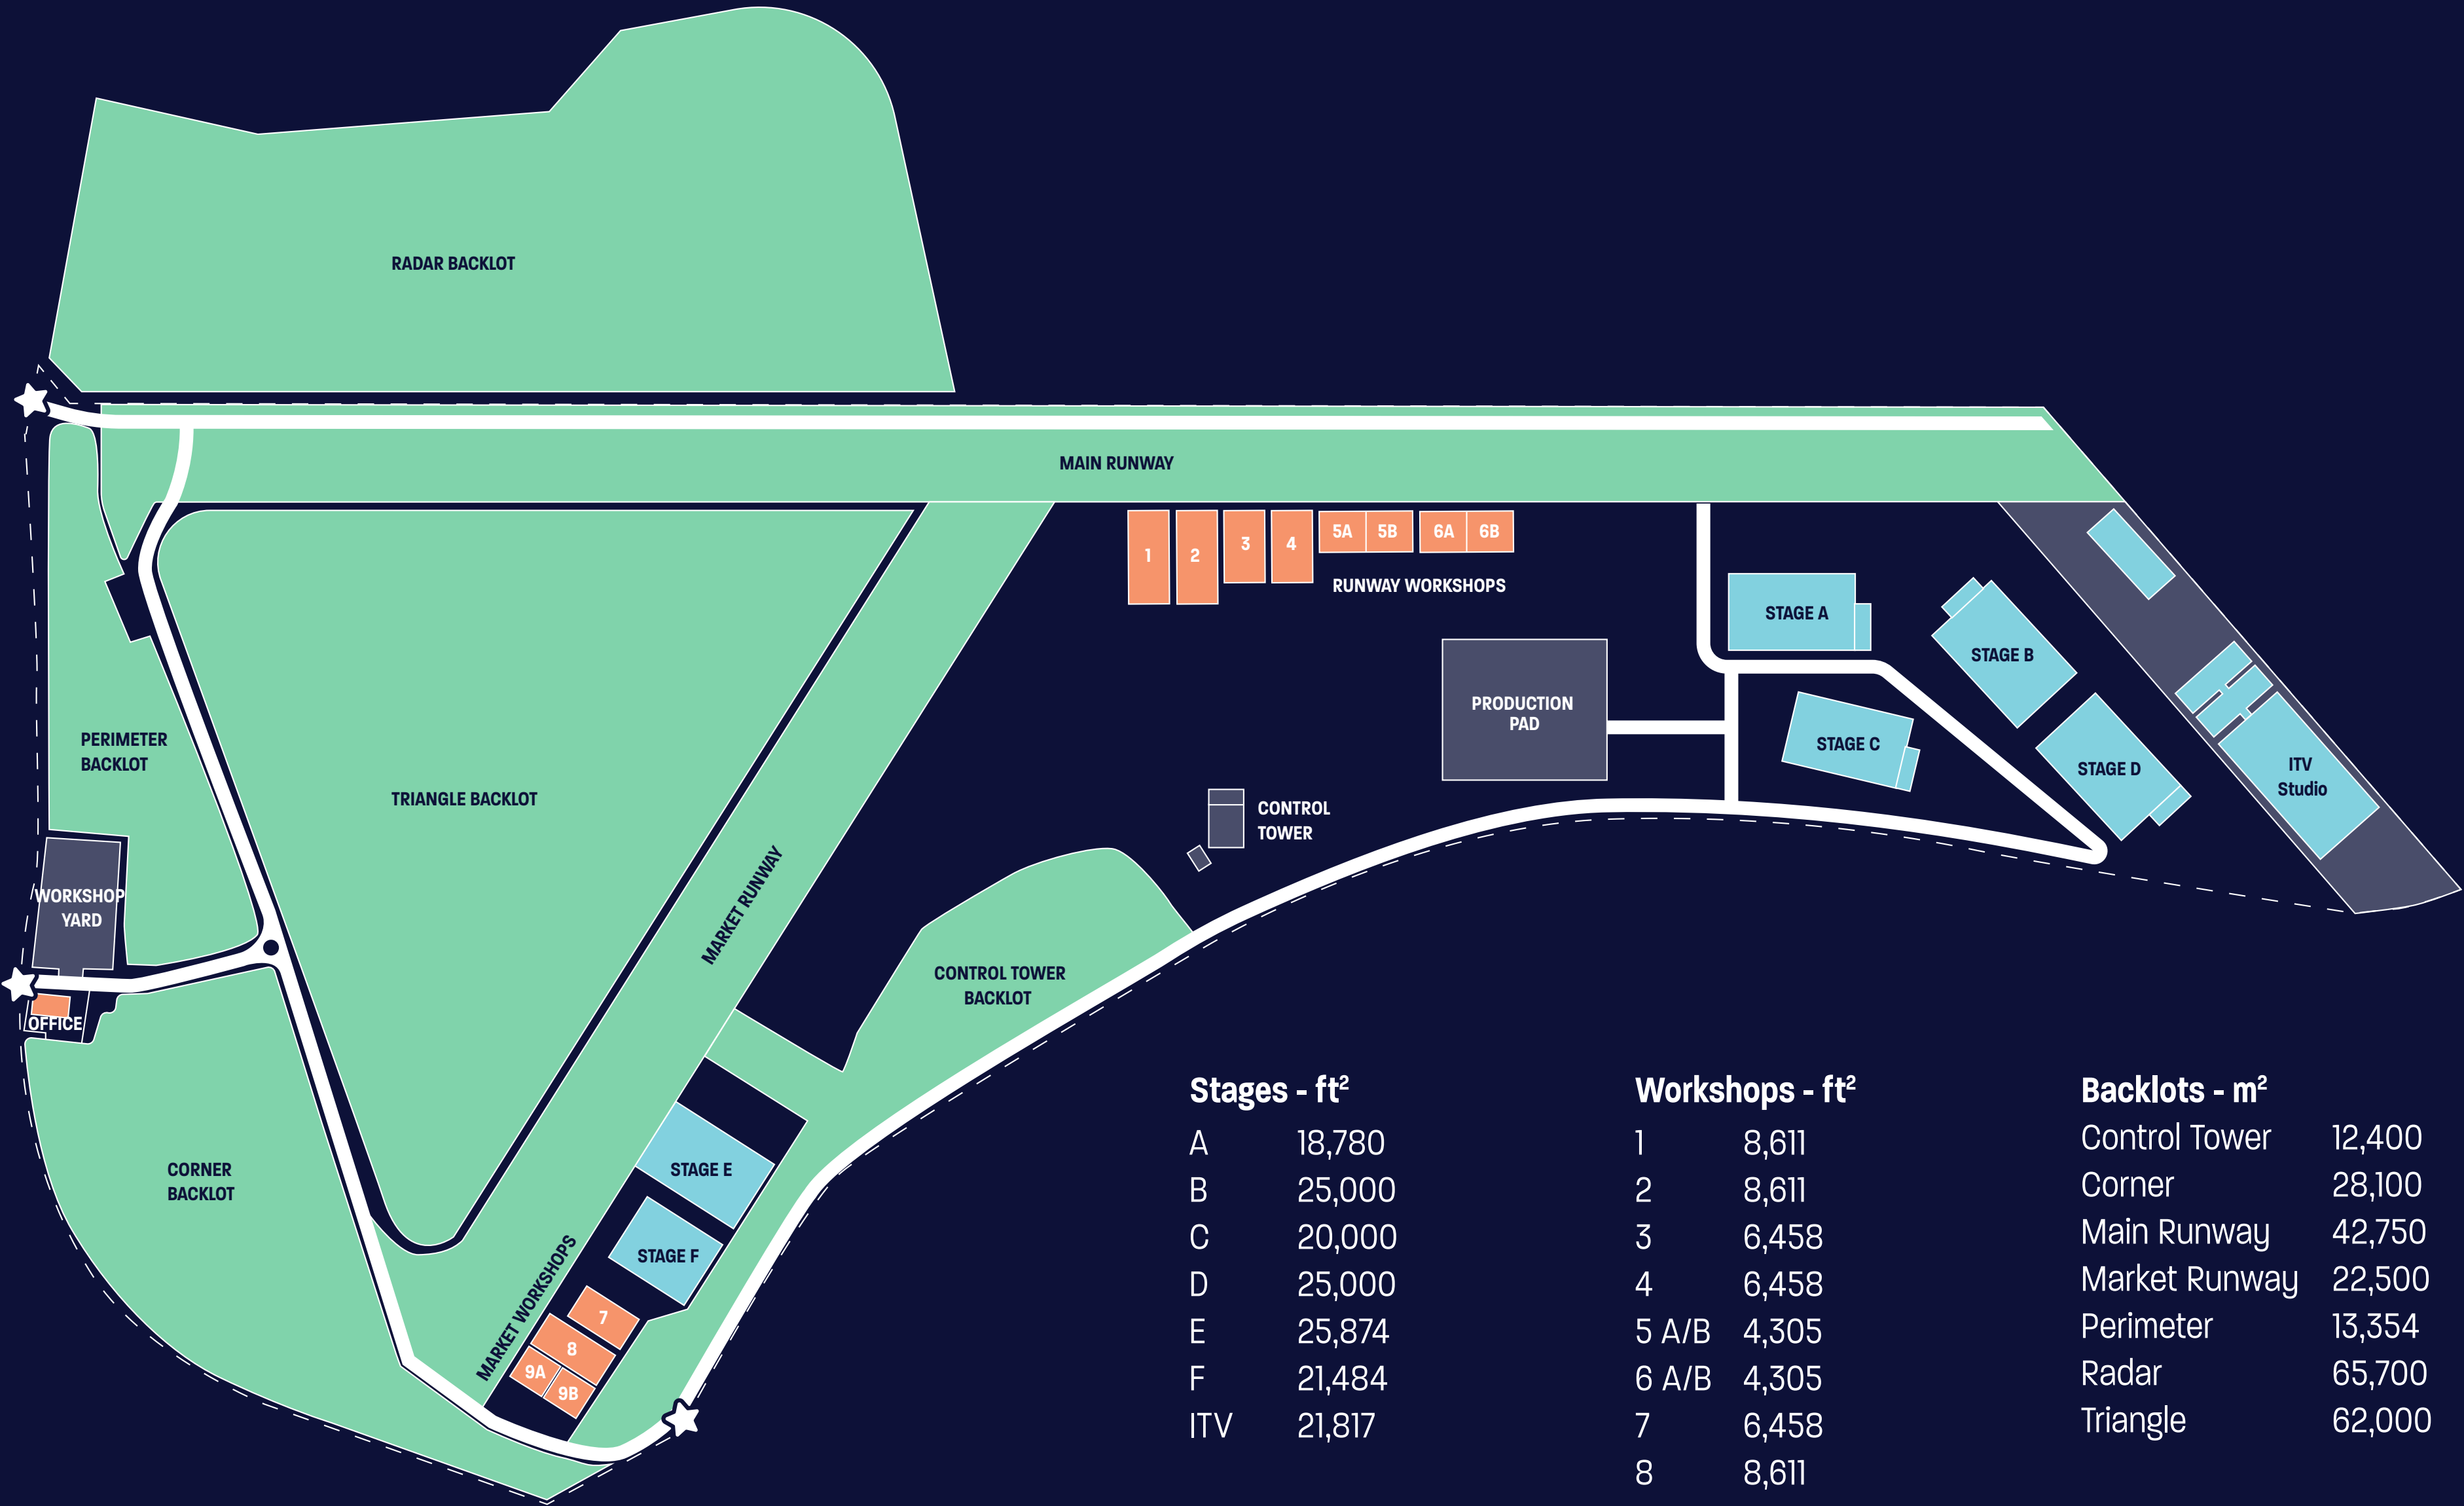 RADAR BACKLOT
MAIN RUNWAY
1
2
3
4
5A
5B
6A
6B
RUNWAY WORKSHOPS
STAGE A
STAGE B
STAGE C
STAGE D
ITV
Studio
PRODUCTION
PAD
PERIMETER
BACKLOT
TRIANGLE BACKLOT
CONTROL
TOWER
MARKET RUNWAY
WORKSHOP
YARD
CONTROL TOWER
BACKLOT
OFFICE
CORNER
BACKLOT
STAGE E
STAGE F
MARKET WORKSHOPS
7
8
9A
9B
Stages - ft²
A 18,780
B 25,000
C 20,000
D 25,000
E 25,874
F 21,484
ITV 21,817
Workshops - ft²
1 8,611
2 8,611
3 6,458
4 6,458
5 A/B 4,305
6 A/B 4,305
7 6,458
8 8,611
Backlots - m²
Control Tower 12,400
Corner 28,100
Main Runway 42,750
Market Runway 22,500
Perimeter 13,354
Radar 65,700
Triangle 62,000